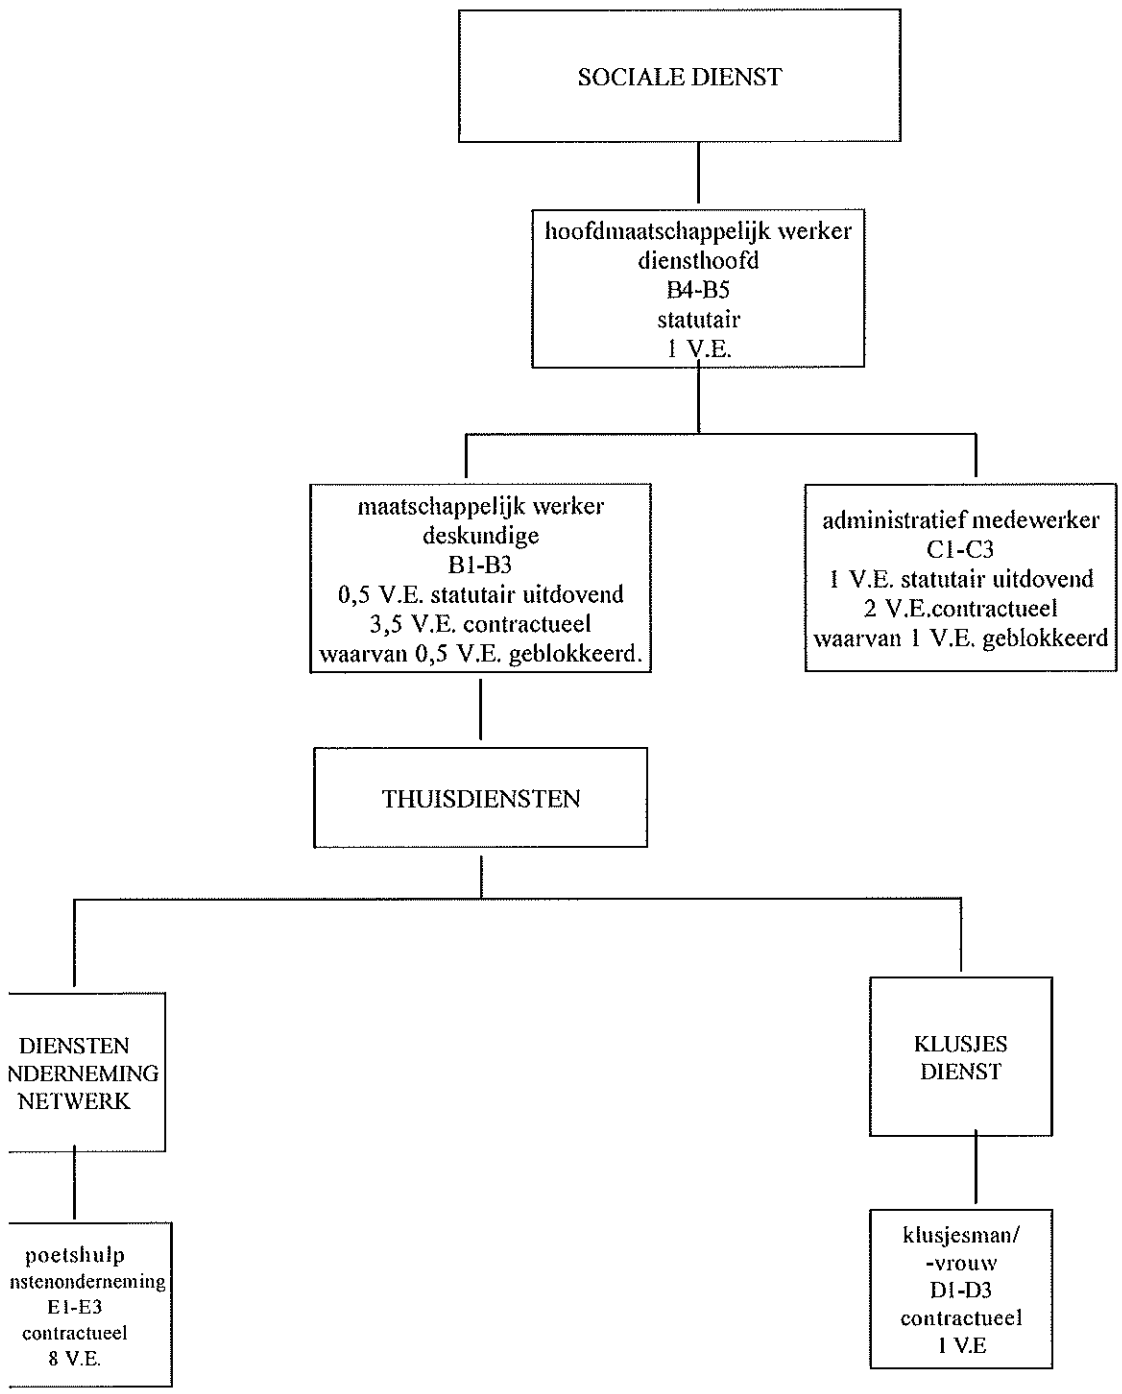 SOCIALE DIENST
hoofdmaatschappelijk werker
diensthoofd
B4-B5
statutair
1 V.E.
maatschappelijk werker
deskundige
B1-B3
0,5 V.E. statutair uitdovend
3,5 V.E. contractueel
waarvan 0,5 V.E. geblokkeerd.
administratief medewerker
C1-C3
1 V.E. statutair uitdovend
2 V.E.contractueel
waarvan 1 V.E. geblokkeerd
THUISDIENSTEN
DIENSTEN
NDERNEMING
NETWERK
KLUSJES
DIENST
poetshulp
nstenonderneming
E1-E3
contractueel
8 V.E.
klusjesman/
-vrouw
D1-D3
contractueel
1 V.E